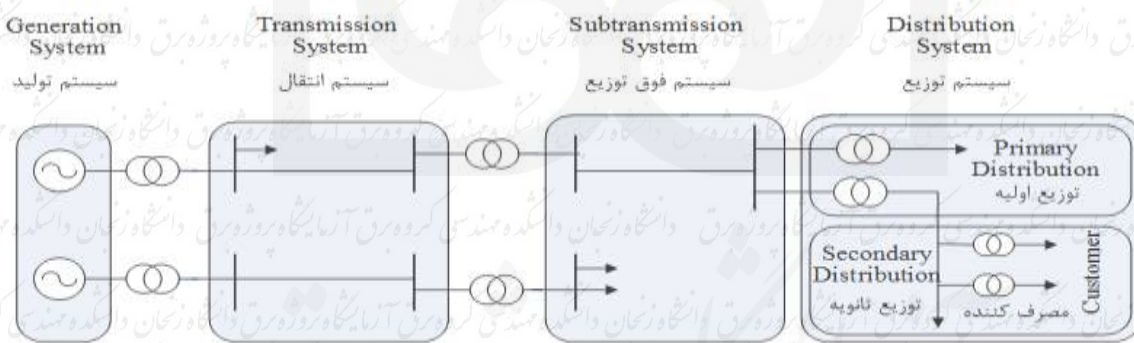 Generation
System
سیستم تولید
Transmission
System
سیستم انتقال
Subtransmission
System
سیستم فوق توزیع
Distribution
System
سیستم توزیع
Primary
Distribution
توزیع اولیه
Secondary
Distribution
توزیع ثانویه
Customer
مصرف کننده